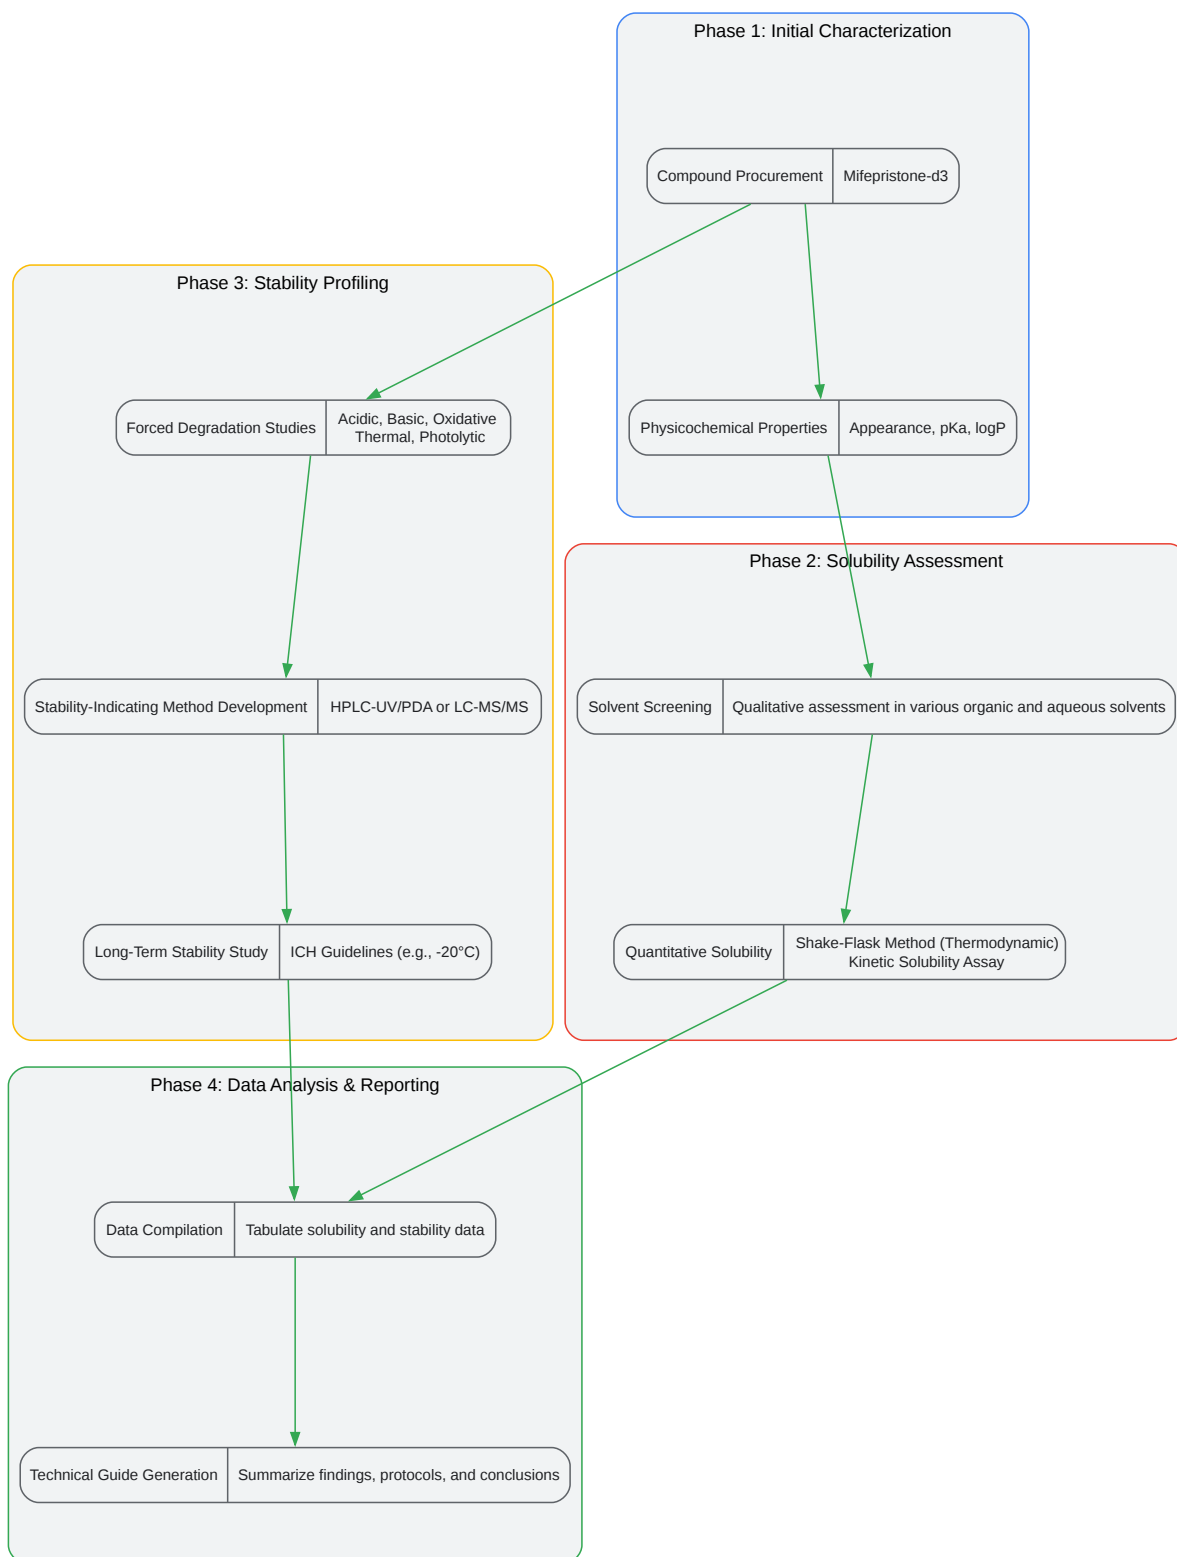 Phase 1: Initial Characterization
Compound Procurement
Mifepristone-d3
Physicochemical Properties
Appearance, pKa, logP
Phase 3: Stability Profiling
Forced Degradation Studies
Acidic, Basic, Oxidative
Thermal, Photolytic
Stability-Indicating Method Development
HPLC-UV/PDA or LC-MS/MS
Long-Term Stability Study
ICH Guidelines (e.g., -20°C)
Phase 2: Solubility Assessment
Solvent Screening
Qualitative assessment in various organic and aqueous solvents
Quantitative Solubility
Shake-Flask Method (Thermodynamic)
Kinetic Solubility Assay
Phase 4: Data Analysis & Reporting
Data Compilation
Tabulate solubility and stability data
Technical Guide Generation
Summarize findings, protocols, and conclusions